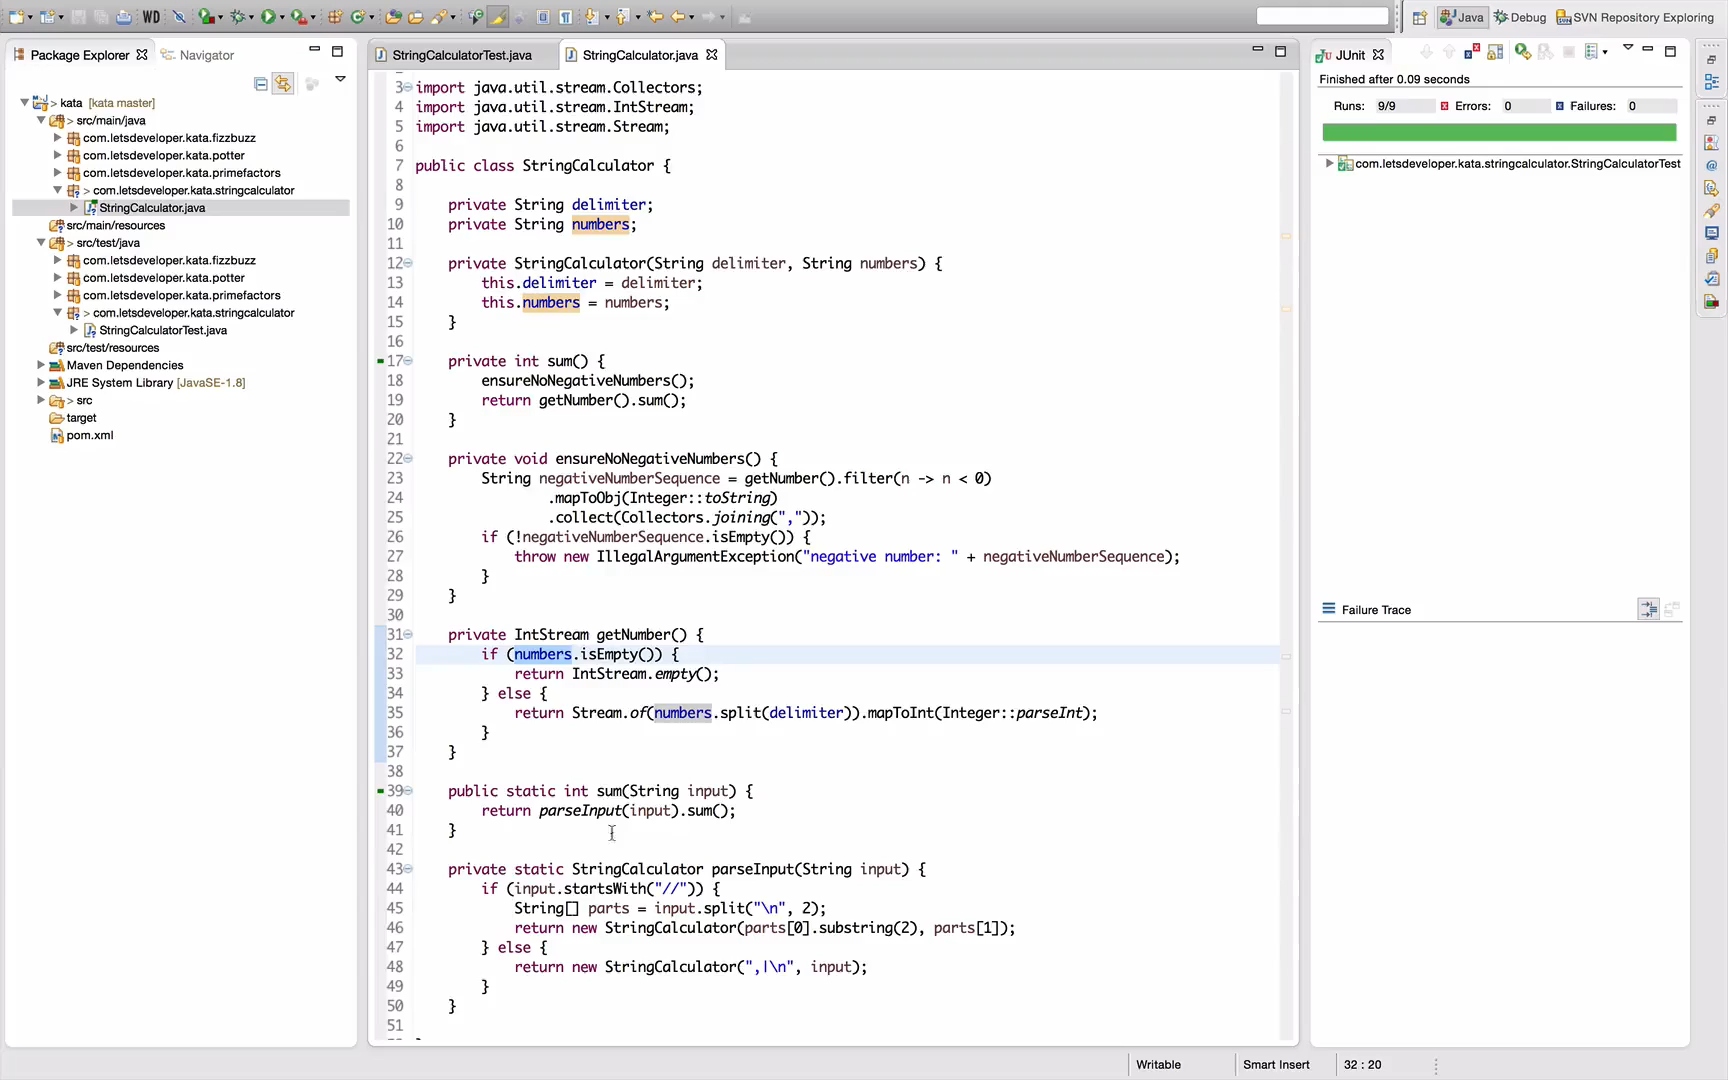 WD
Java
Debug
SVN Repository Exploring
Package Explorer
Navigator
> kata [kata master]
> src/main/java
com.letsdeveloper.kata.fizzbuzz
com.letsdeveloper.kata.potter
com.letsdeveloper.kata.primefactors
> com.letsdeveloper.kata.stringcalculator
StringCalculator.java
src/main/resources
> src/test/java
com.letsdeveloper.kata.fizzbuzz
com.letsdeveloper.kata.potter
com.letsdeveloper.kata.primefactors
> com.letsdeveloper.kata.stringcalculator
StringCalculatorTest.java
src/test/resources
Maven Dependencies
JRE System Library [JavaSE-1.8]
> src
target
pom.xml
StringCalculatorTest.java
StringCalculator.java
3 import java.util.stream.Collectors;
4 import java.util.stream.IntStream;
5 import java.util.stream.Stream;
6
7 public class StringCalculator {
8
9 private String delimiter;
10 private String numbers;
11
12 private StringCalculator(String delimiter, String numbers) {
13 this.delimiter = delimiter;
14 this.numbers = numbers;
15 }
16
17 private int sum() {
18 ensureNoNegativeNumbers();
19 return getNumber().sum();
20 }
21
22 private void ensureNoNegativeNumbers() {
23 String negativeNumberSequence = getNumber().filter(n -> n < 0)
24 .mapToObj(Integer::toString)
25 .collect(Collectors.joining(","));
26 if (!negativeNumberSequence.isEmpty()) {
27 throw new IllegalArgumentException("negative number: " + negativeNumberSequence);
28 }
29 }
30
31 private IntStream getNumber() {
32 if (numbers.isEmpty()) {
33 return IntStream.empty();
34 } else {
35 return Stream.of(numbers.split(delimiter)).mapToInt(Integer::parseInt);
36 }
37 }
38
39 public static int sum(String input) {
40 return parseInput(input).sum();
41 }
42
43 private static StringCalculator parseInput(String input) {
44 if (input.startsWith("//")) {
45 String[] parts = input.split("\n", 2);
46 return new StringCalculator(parts[0].substring(2), parts[1]);
47 } else {
48 return new StringCalculator(",|\n", input);
49 }
50 }
51
JUnit
Finished after 0.09 seconds
Runs: 9/9 Errors: 0 Failures: 0
com.letsdeveloper.kata.stringcalculator.StringCalculatorTest
Failure Trace
Writable Smart Insert 32 : 20